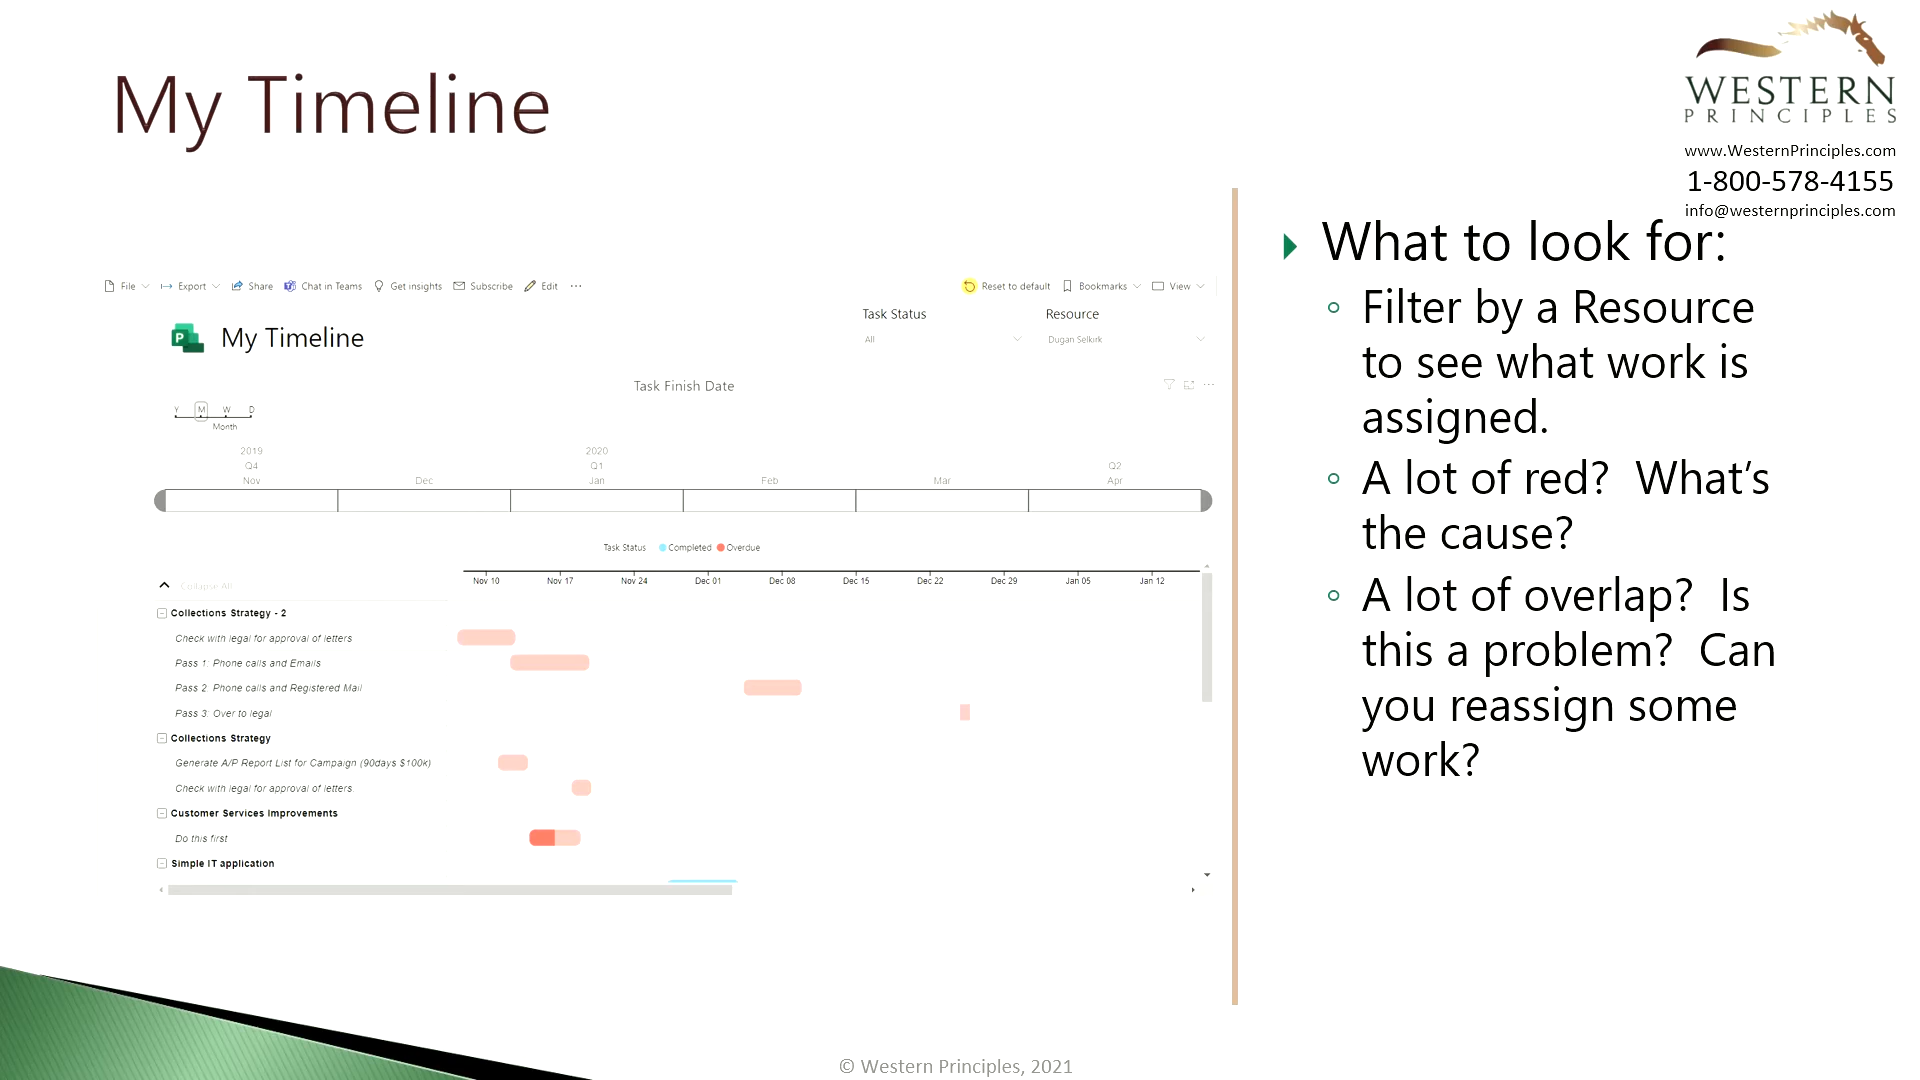 My Timeline
WESTERN
PRINCIPLES
www.WesternPrinciples.com
1-800-578-4155
info@westernprinciples.com
File Export Share Chat in Teams Get insights Subscribe Edit ... Reset to default Bookmarks View
My Timeline
Task Status Resource
All Dugan Selkirk
Task Finish Date
Y M W D
Month
2019 2020
Q4 Q1 Q2
Nov Dec Jan Feb Mar Apr
Task Status Completed Overdue
Collapse All
Nov 10 Nov 17 Nov 24 Dec 01 Dec 08 Dec 15 Dec 22 Dec 29 Jan 05 Jan 12
Collections Strategy - 2
Check with legal for approval of letters
Pass 1: Phone calls and Emails
Pass 2: Phone calls and Registered Mail
Pass 3: Over to legal
Collections Strategy
Generate A/P Report List for Campaign (90days $100K)
Check with legal for approval of letters.
Customer Services Improvements
Do this first
Simple IT application
What to look for:
Filter by a Resource
to see what work is
assigned.
A lot of red? What's
the cause?
A lot of overlap? Is
this a problem? Can
you reassign some
work?
© Western Principles, 2021